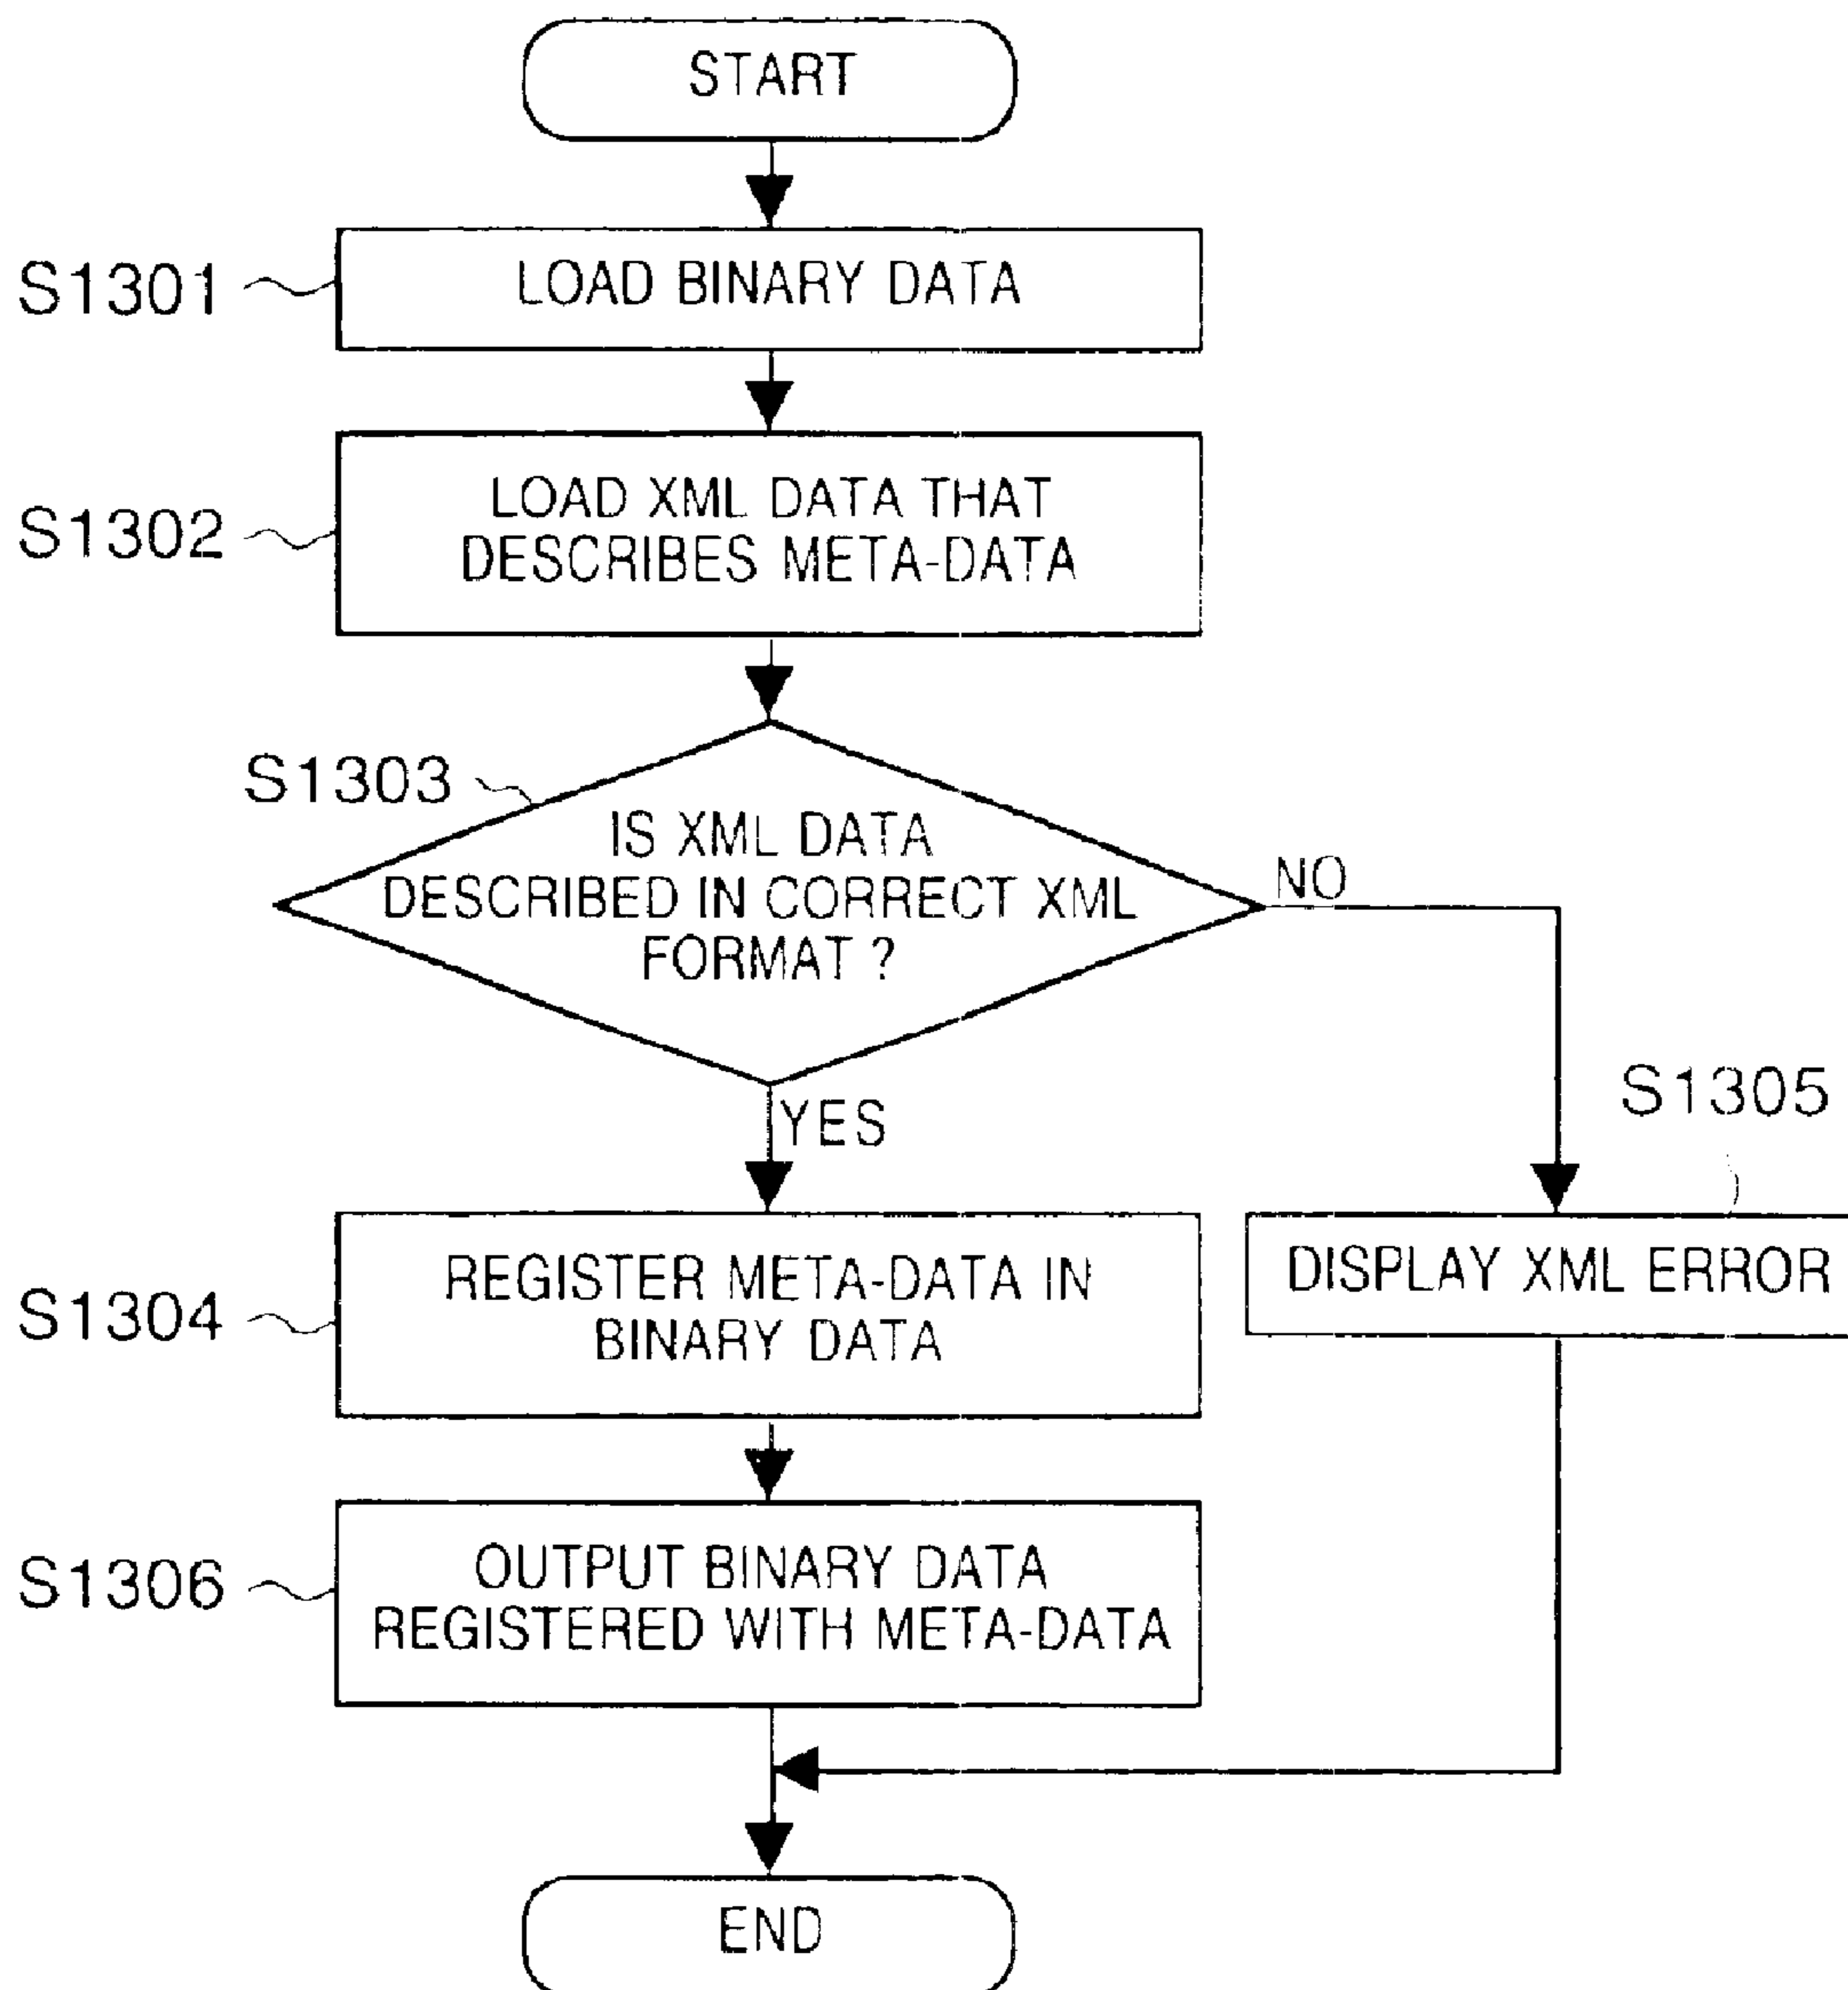 START
S1301
LOAD BINARY DATA
S1302
LOAD XML DATA THAT
DESCRIBES META-DATA
S1303
IS XML DATA
DESCRIBED IN CORRECT XML
FORMAT ?
NO
YES
S1305
S1304
REGISTER META-DATA IN
BINARY DATA
DISPLAY XML ERROR
S1306
OUTPUT BINARY DATA
REGISTERED WITH META-DATA
END